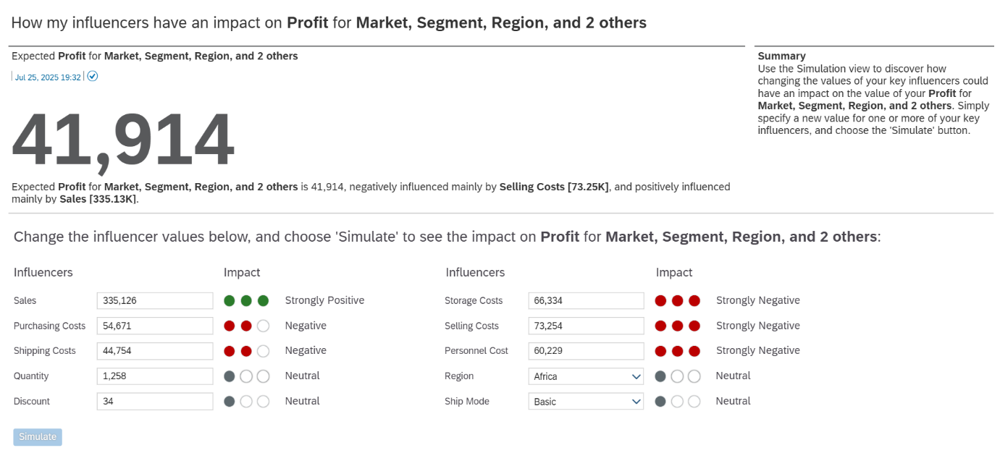 How my influencers have an impact on Profit for Market, Segment, Region, and 2 others
Expected Profit for Market, Segment, Region, and 2 others
Jul 25, 2025 19:32
41,914
Expected Profit for Market, Segment, Region, and 2 others is 41,914, negatively influenced mainly by Selling Costs [73.25K], and positively influenced
mainly by Sales [335.13K].
Summary
Use the Simulation view to discover how
changing the values of your key influencers could
have an impact on the value of your Profit for
Market, Segment, Region, and 2 others. Simply
specify a new value for one or more of your key
influencers, and choose the 'Simulate' button.
Change the influencer values below, and choose 'Simulate' to see the impact on Profit for Market, Segment, Region, and 2 others:
Influencers Impact Influencers Impact
Sales 335,126 Strongly Positive Storage Costs 66,334 Strongly Negative
Purchasing Costs 54,671 Negative Selling Costs 73,254 Strongly Negative
Shipping Costs 44,754 Negative Personnel Cost 60,229 Strongly Negative
Quantity 1,258 Neutral Region Africa Neutral
Discount 34 Neutral Ship Mode Basic Neutral
Simulate